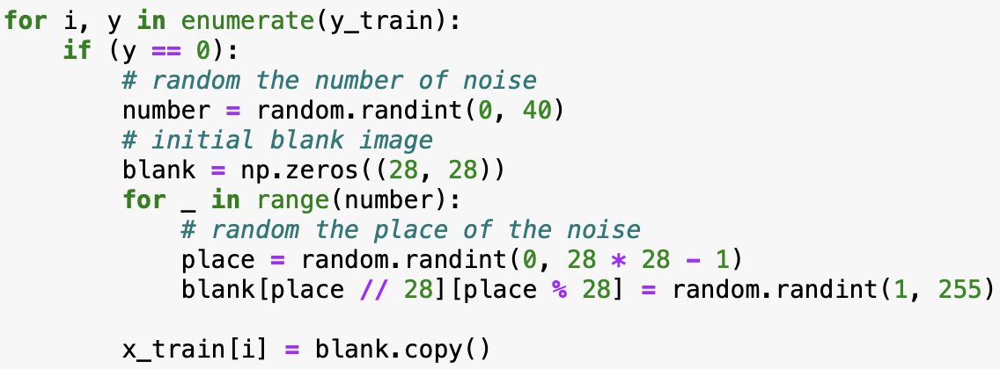 for i, y in enumerate(y_train):
    if (y == 0):
        # random the number of noise
        number = random.randint(0, 40)
        # initial blank image
        blank = np.zeros((28, 28))
        for _ in range(number):
            # random the place of the noise
            place = random.randint(0, 28 * 28 - 1)
            blank[place // 28][place % 28] = random.randint(1, 255)
        x_train[i] = blank.copy()